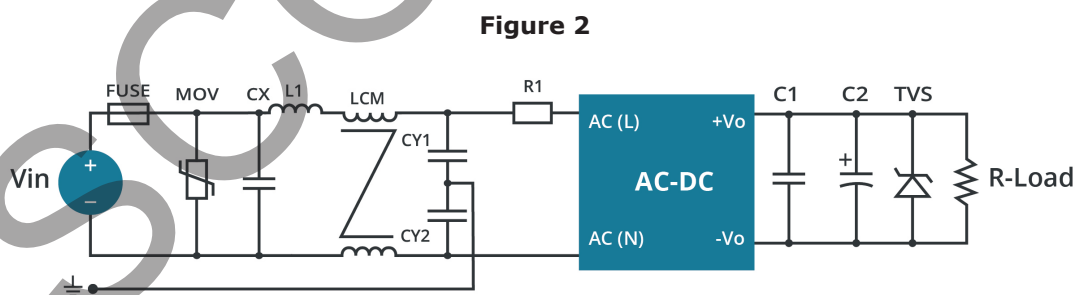 Figure 2
FUSE MOV CX L1 LCM R1 C1 C2 TVS
AC (L) +Vo
CY1
+
+
Vin AC-DC R-Load
−
CY2 AC (N) -Vo